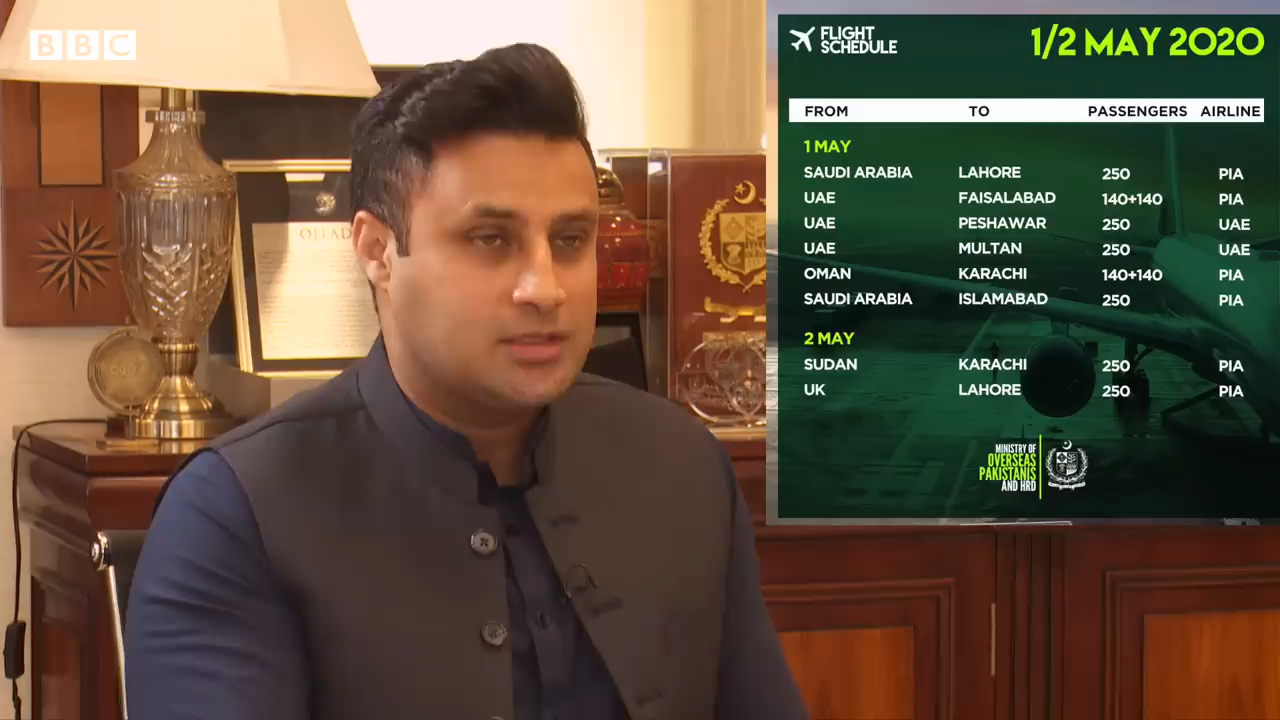 BBC
FLIGHT
SCHEDULE
1/2 MAY 2020
FROM TO PASSENGERS AIRLINE
1 MAY
SAUDI ARABIA LAHORE 250 PIA
UAE FAISALABAD 140+140 PIA
UAE PESHAWAR 250 UAE
UAE MULTAN 250 UAE
OMAN KARACHI 140+140 PIA
SAUDI ARABIA ISLAMABAD 250 PIA
2 MAY
SUDAN KARACHI 250 PIA
UK LAHORE 250 PIA
MINISTRY OF
OVERSEAS
PAKISTANIS
AND HRD